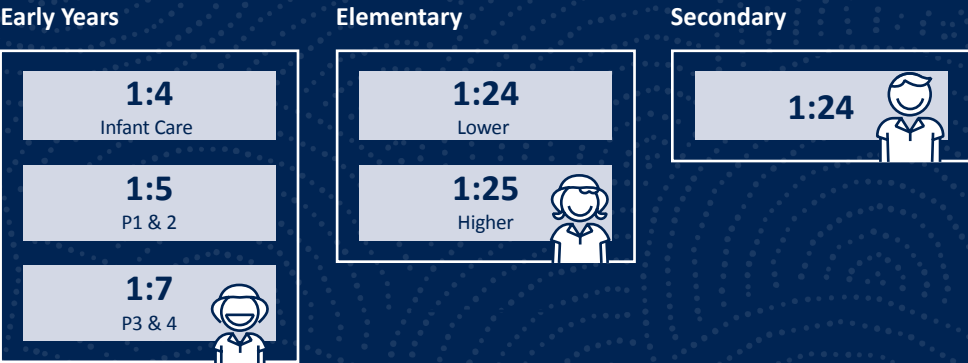 Early Years
1:4
Infant Care
1:5
P1 & 2
1:7
P3 & 4
Elementary
1:24
Lower
1:25
Higher
Secondary
1:24